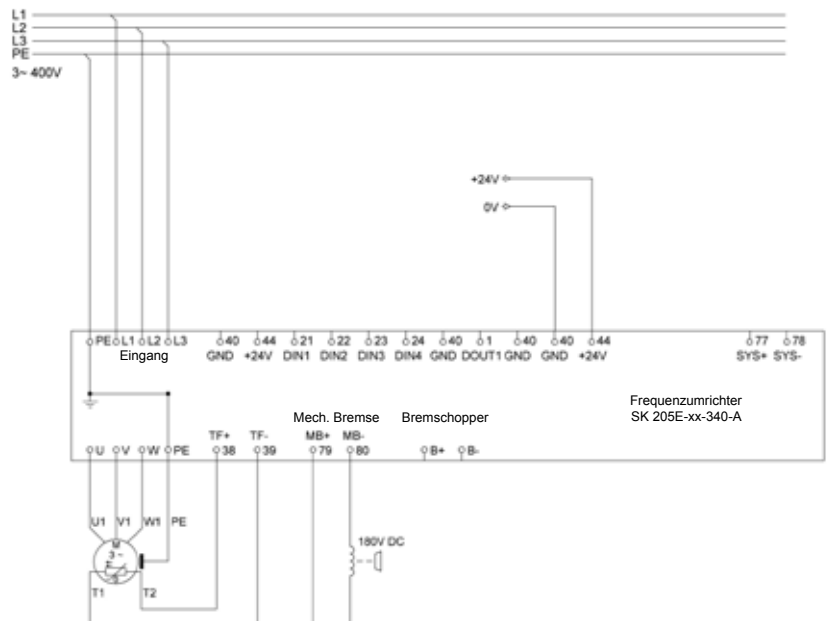 L1
L2
L3
PE
3~ 400V
+24V
0V
PE L1 L2 L3
Eingang
40 44 21 22 23 24 40 1 40 40 44
GND +24V DIN1 DIN2 DIN3 DIN4 GND DOUT1 GND GND +24V
77 78
SYS+ SYS-
Frequenzumrichter
SK 205E-xx-340-A
Mech. Bremse Bremschopper
TF+ TF- MB+ MB-
U V W PE 38 39 79 80 B+ B-
U1 V1 W1 PE
M
3 ~
180V DC
T1 T2